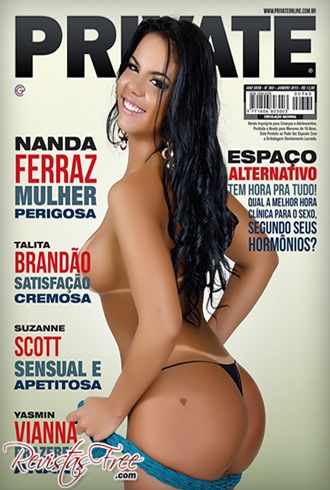 WWW.PRIVATEONLINE.COM.BR
PRIVATE
NANDA
FERRAZ
MULHER
PERIGOSA
TALITA
BRANDÃO
SATISFAÇÃO
CREMOSA
SUZANNE
SCOTT
SENSUAL E
APETITOSA
YASMIN
VIANNA
ESPAÇO
ALTERNATIVO
TEM HORA PRA TUDO!
QUAL A MELHOR HORA
CLÍNICA PARA O SEXO,
SEGUNDO SEUS
HORMÔNIOS?
RevistasFree.com